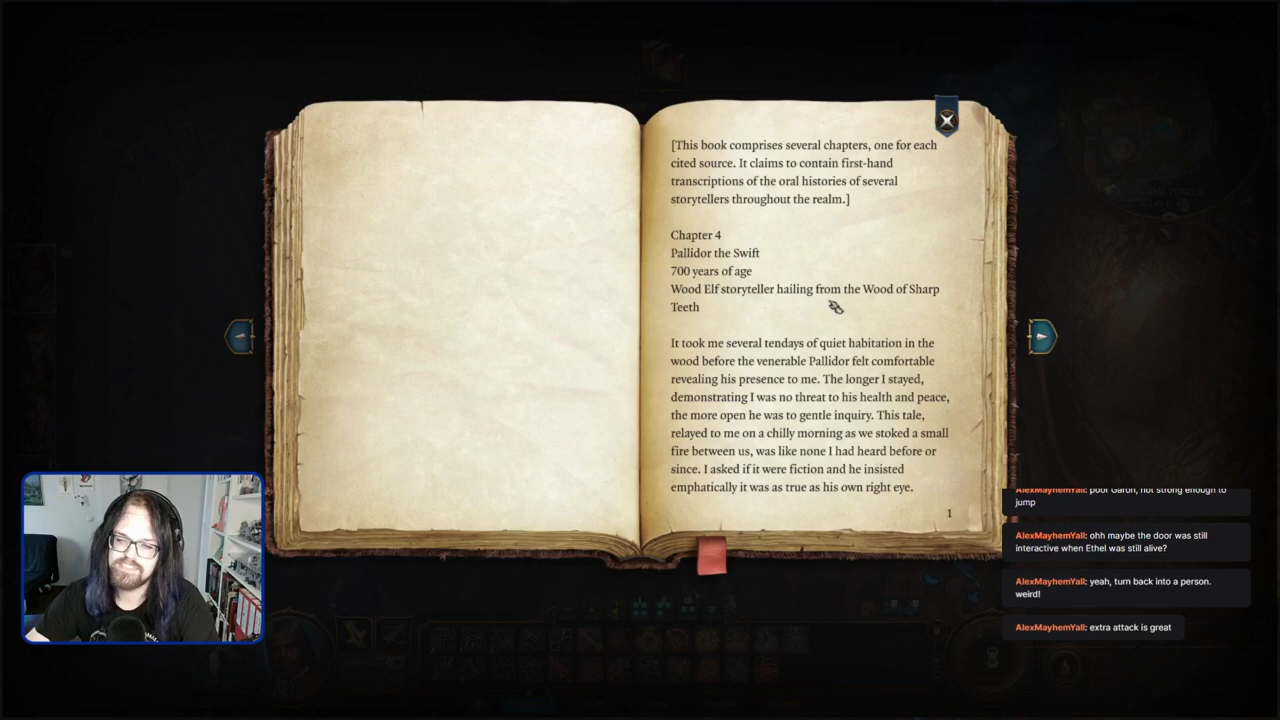 [This book comprises several chapters, one for each
cited source. It claims to contain first-hand
transcriptions of the oral histories of several
storytellers throughout the realm.]
Chapter 4
Pallidor the Swift
700 years of age
Wood Elf storyteller hailing from the Wood of Sharp
Teeth
It took me several tendays of quiet habitation in the
wood before the venerable Pallidor felt comfortable
revealing his presence to me. The longer I stayed,
demonstrating I was no threat to his health and peace,
the more open he was to gentle inquiry. This tale,
relayed to me on a chilly morning as we stoked a small
fire between us, was like none I had heard before or
since. I asked if it were fiction and he insisted
emphatically it was as true as his own right eye.
1
AlexMayhemYall: poor Garon, not strong enough to
jump
AlexMayhemYall: ohh maybe the door was still
interactive when Ethel was still alive?
AlexMayhemYall: yeah, turn back into a person.
weird!
AlexMayhemYall: extra attack is great